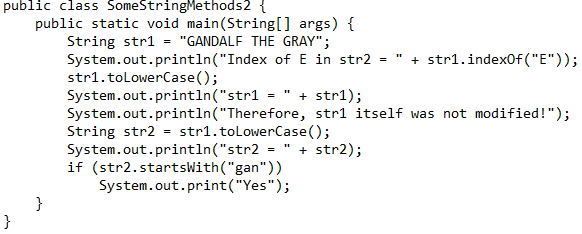 public class SomeStringMethods2 {
    public static void main(String[] args) {
        String str1 = "GANDALF THE GRAY";
        System.out.println("Index of E in str2 = " + str1.indexOf("E"));
        str1.toLowerCase();
        System.out.println("str1 = " + str1);
        System.out.println("Therefore, str1 itself was not modified!");
        String str2 = str1.toLowerCase();
        System.out.println("str2 = " + str2);
        if (str2.startsWith("gan"))
            System.out.print("Yes");
    }
}